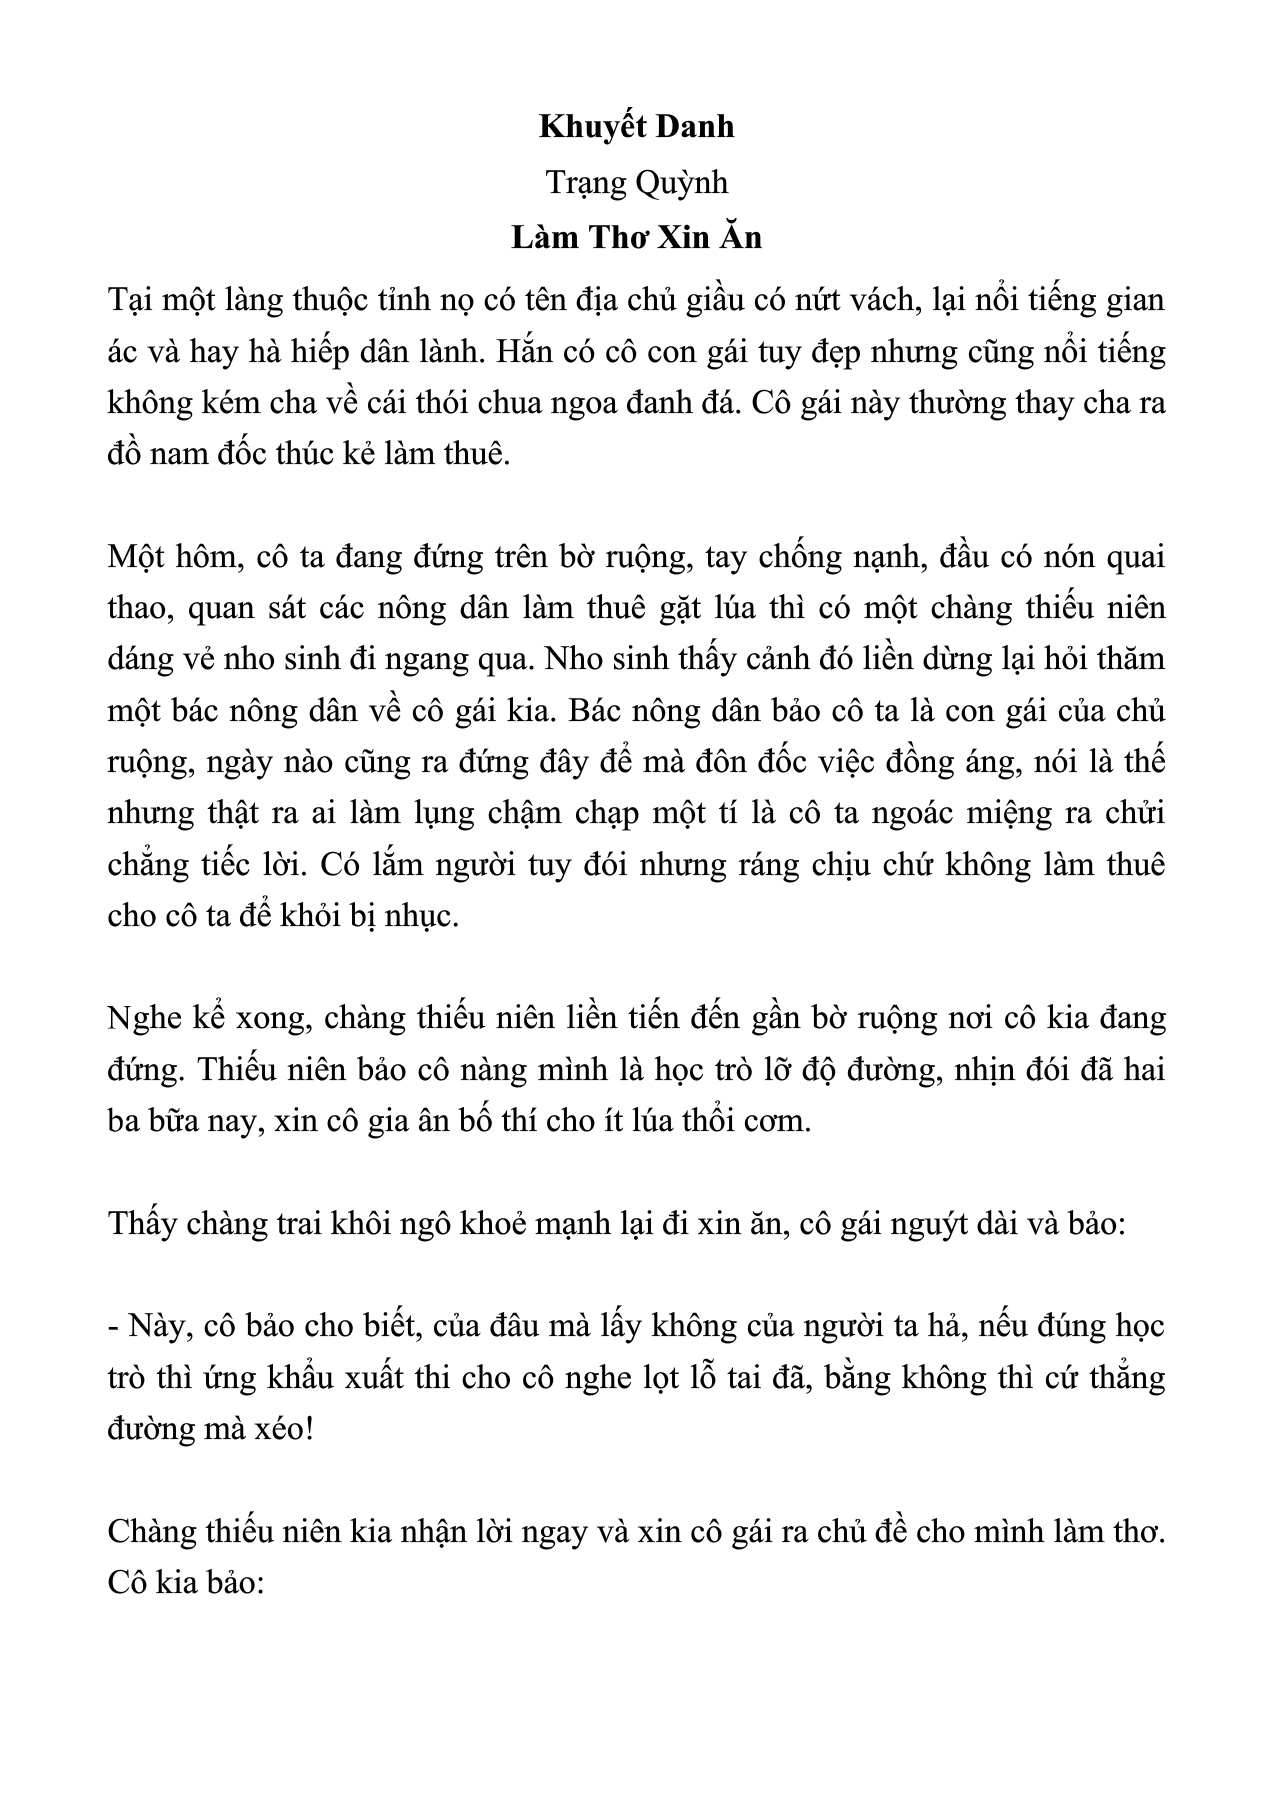 Khuyết Danh
Trạng Quỳnh
Làm Thơ Xin Ăn
Tại một làng thuộc tỉnh nọ có tên địa chủ giầu có nứt vách, lại nổi tiếng gian
ác và hay hà hiếp dân lành. Hắn có cô con gái tuy đẹp nhưng cũng nổi tiếng
không kém cha về cái thói chua ngoa đanh đá. Cô gái này thường thay cha ra
đồ nam đốc thúc kẻ làm thuê.
Một hôm, cô ta đang đứng trên bờ ruộng, tay chống nạnh, đầu có nón quai
thao, quan sát các nông dân làm thuê gặt lúa thì có một chàng thiếu niên
dáng vẻ nho sinh đi ngang qua. Nho sinh thấy cảnh đó liền dừng lại hỏi thăm
một bác nông dân về cô gái kia. Bác nông dân bảo cô ta là con gái của chủ
ruộng, ngày nào cũng ra đứng đây để mà đôn đốc việc đồng áng, nói là thế
nhưng thật ra ai làm lụng chậm chạp một tí là cô ta ngoác miệng ra chửi
chẳng tiếc lời. Có lắm người tuy đói nhưng ráng chịu chứ không làm thuê
cho cô ta để khỏi bị nhục.
Nghe kể xong, chàng thiếu niên liền tiến đến gần bờ ruộng nơi cô kia đang
đứng. Thiếu niên bảo cô nàng mình là học trò lỡ độ đường, nhịn đói đã hai
ba bữa nay, xin cô gia ân bố thí cho ít lúa thổi cơm.
Thấy chàng trai khôi ngô khoẻ mạnh lại đi xin ăn, cô gái nguýt dài và bảo:
- Này, cô bảo cho biết, của đâu mà lấy không của người ta hả, nếu đúng học
trò thì ứng khẩu xuất thi cho cô nghe lọt lỗ tai đã, bằng không thì cứ thẳng
đường mà xéo!
Chàng thiếu niên kia nhận lời ngay và xin cô gái ra chủ đề cho mình làm thơ.
Cô kia bảo: